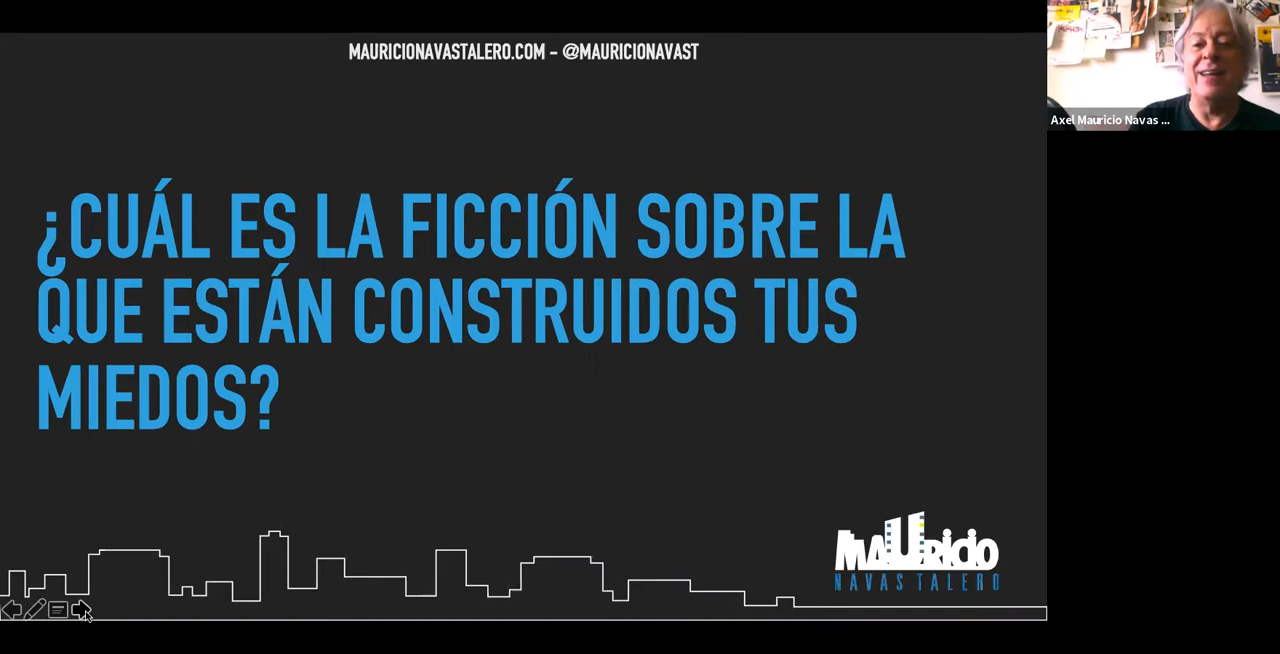 MAURICIONAVASTALERO.COM – @MAURICIONAVAST
Axel Mauricio Navas ...
¿CUÁL ES LA FICCIÓN SOBRE LA
QUE ESTÁN CONSTRUIDOS TUS
MIEDOS?
MAURICIO
NAVAS TALERO